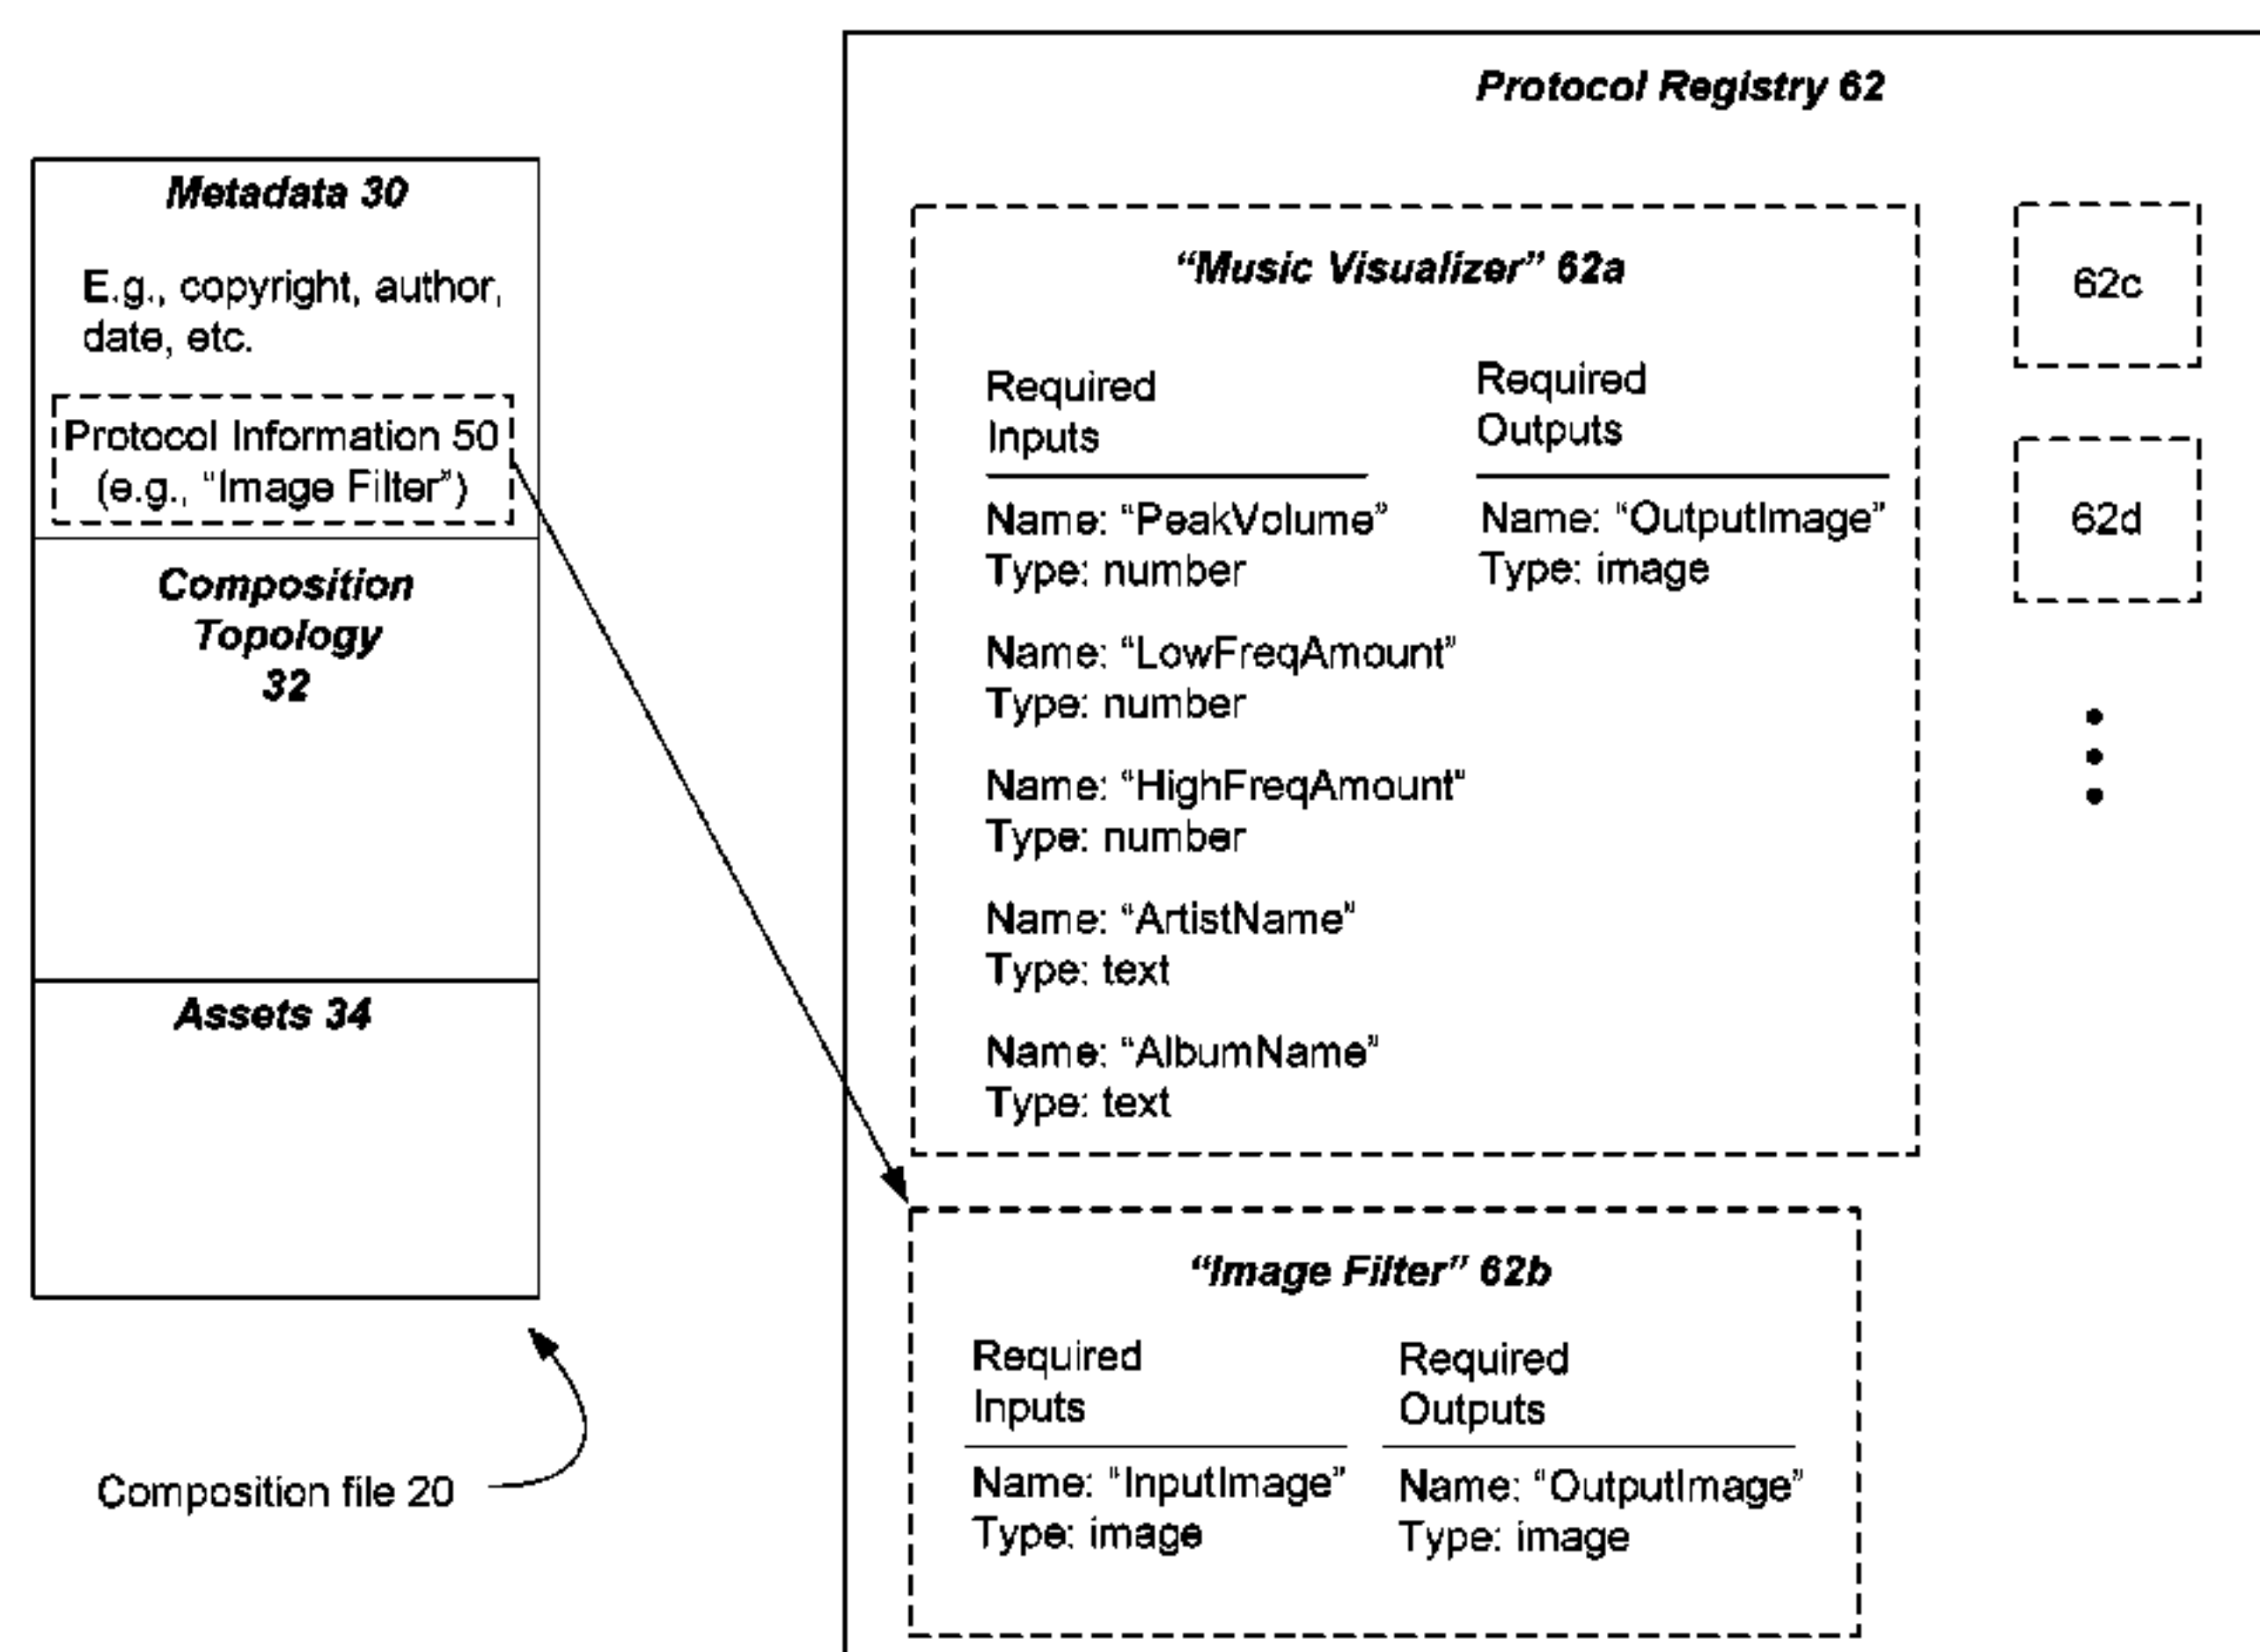 Metadata 30
E.g., copyright, author,
date, etc.
Protocol Information 50
(e.g., “Image Filter”)
Composition
Topology
32
Assets 34
Composition file 20
Protocol Registry 62
“Music Visualizer” 62a
Required
Inputs
Name: “PeakVolume”
Type: number
Name: “LowFreqAmount”
Type: number
Name: “HighFreqAmount”
Type: number
Name: “ArtistName”
Type: text
Name: “AlbumName”
Type: text
Required
Outputs
Name: “OutputImage”
Type: image
62c
62d
“Image Filter” 62b
Required
Inputs
Name: “InputImage”
Type: image
Required
Outputs
Name: “OutputImage”
Type: image